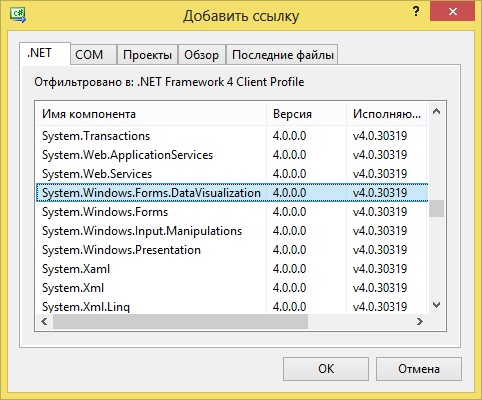 Добавить ссылку
.NET COM Проекты Обзор Последние файлы
Отфильтровано в: .NET Framework 4 Client Profile
Имя компонента Версия Исполняю...
System.Transactions 4.0.0.0 v4.0.30319
System.Web.ApplicationServices 4.0.0.0 v4.0.30319
System.Web.Services 4.0.0.0 v4.0.30319
System.Windows.Forms.DataVisualization 4.0.0.0 v4.0.30319
System.Windows.Forms 4.0.0.0 v4.0.30319
System.Windows.Input.Manipulations 4.0.0.0 v4.0.30319
System.Windows.Presentation 4.0.0.0 v4.0.30319
System.Xaml 4.0.0.0 v4.0.30319
System.Xml 4.0.0.0 v4.0.30319
System.Xml.Linq 4.0.0.0 v4.0.30319
ОК Отмена